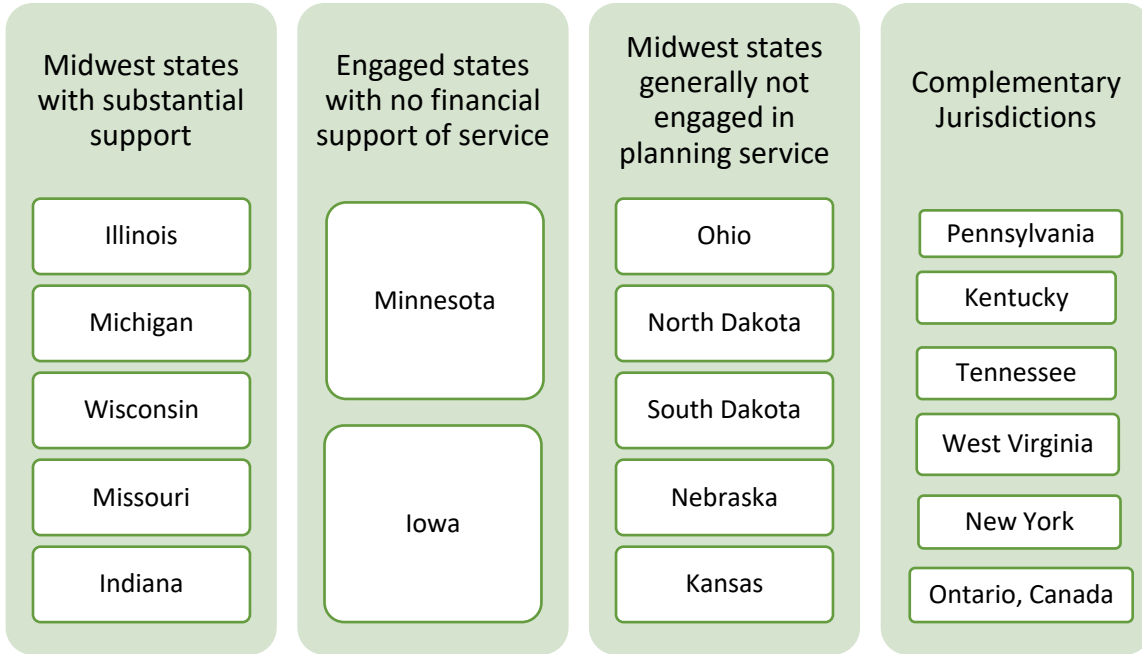 Midwest states
with substantial
support
Illinois
Michigan
Wisconsin
Missouri
Indiana
Engaged states
with no financial
support of service
Minnesota
Iowa
Midwest states
generally not
engaged in
planning service
Ohio
North Dakota
South Dakota
Nebraska
Kansas
Complementary
Jurisdictions
Pennsylvania
Kentucky
Tennessee
West Virginia
New York
Ontario, Canada